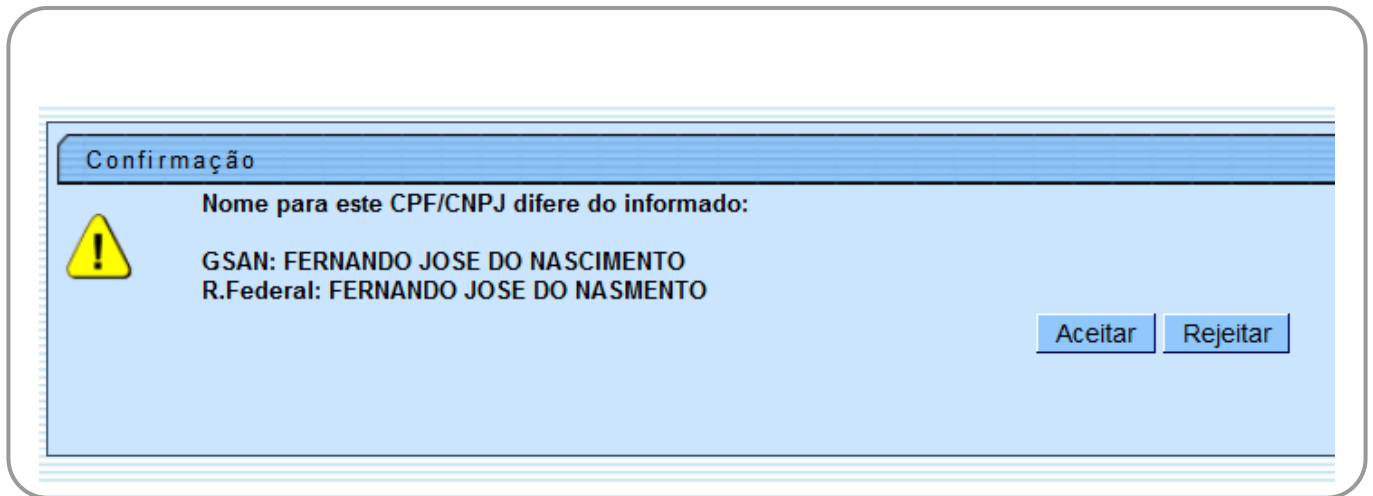 Confirmação
Nome para este CPF/CNPJ difere do informado:
GSAN: FERNANDO JOSE DO NASCIMENTO
R.Federal: FERNANDO JOSE DO NASMENTO
Aceitar Rejeitar